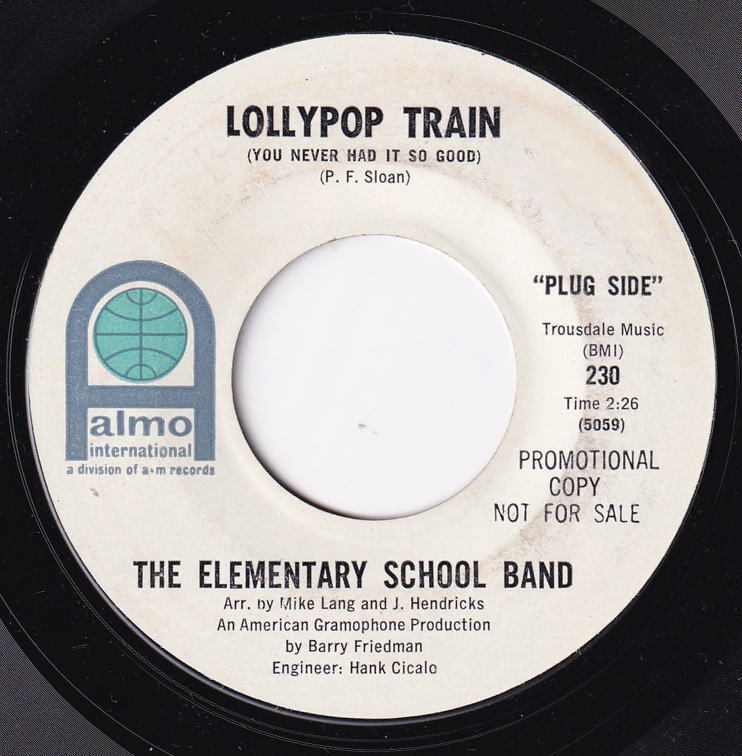 LOLLYPOP TRAIN
(YOU NEVER HAD IT SO GOOD)
(P. F. Sloan)
"PLUG SIDE"
Trousdale Music
(BMI)
230
Time 2:26
(5059)
PROMOTIONAL
COPY
NOT FOR SALE
almo
international
a division of a&m records
THE ELEMENTARY SCHOOL BAND
Arr. by Mike Lang and J. Hendricks
An American Gramophone Production
by Barry Friedman
Engineer: Hank Cicalo